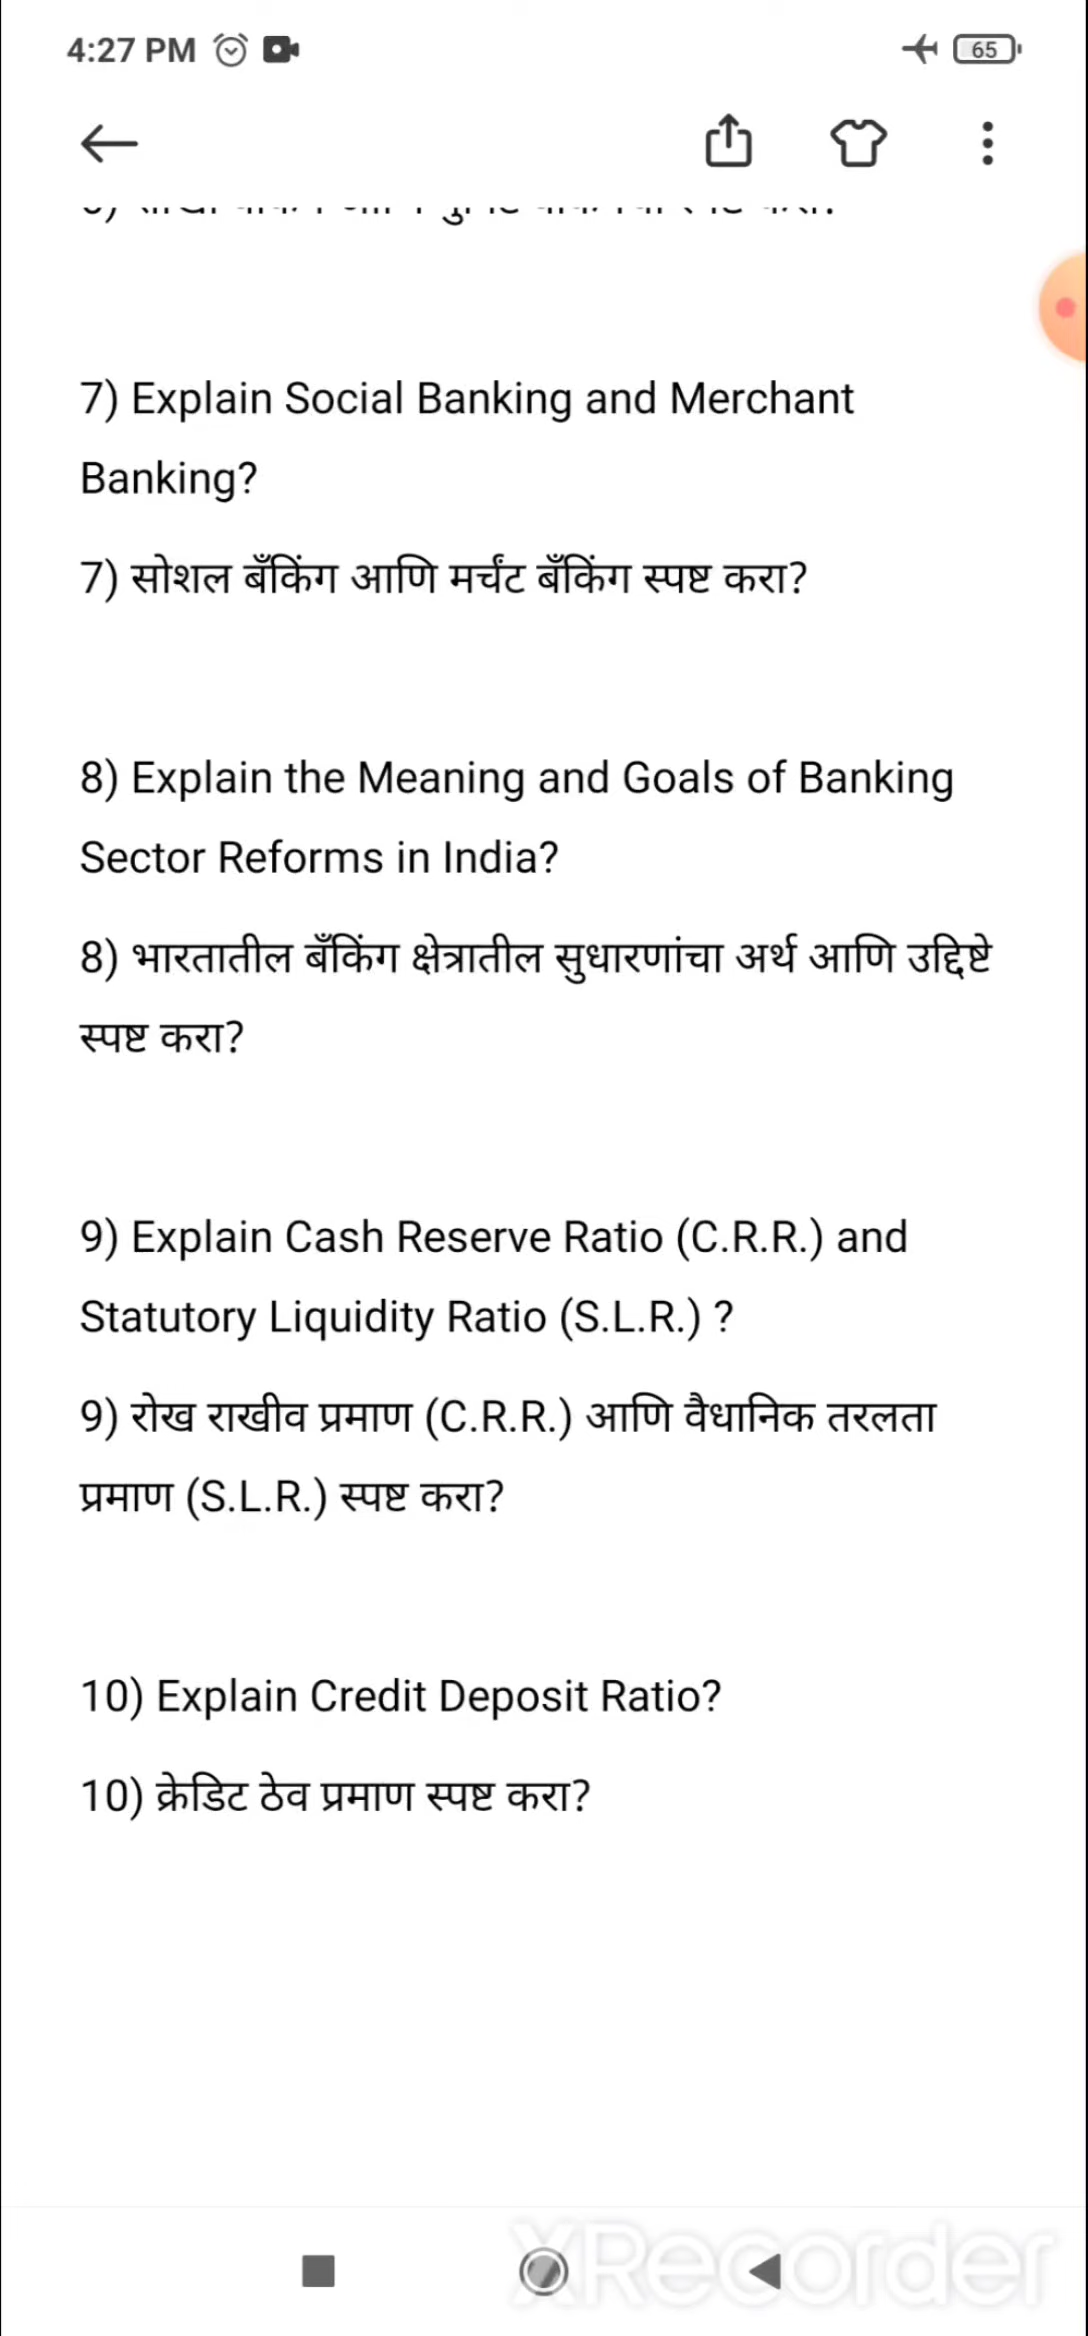 4:27 PM
65
7) Explain Social Banking and Merchant
Banking?
7) सोशल बँकिंग आणि मर्चंट बँकिंग स्पष्ट करा?
8) Explain the Meaning and Goals of Banking
Sector Reforms in India?
8) भारतातील बँकिंग क्षेत्रातील सुधारणांचा अर्थ आणि उद्दिष्टे
स्पष्ट करा?
9) Explain Cash Reserve Ratio (C.R.R.) and
Statutory Liquidity Ratio (S.L.R.) ?
9) रोख राखीव प्रमाण (C.R.R.) आणि वैधानिक तरलता
प्रमाण (S.L.R.) स्पष्ट करा?
10) Explain Credit Deposit Ratio?
10) क्रेडिट ठेव प्रमाण स्पष्ट करा?
XRecorder